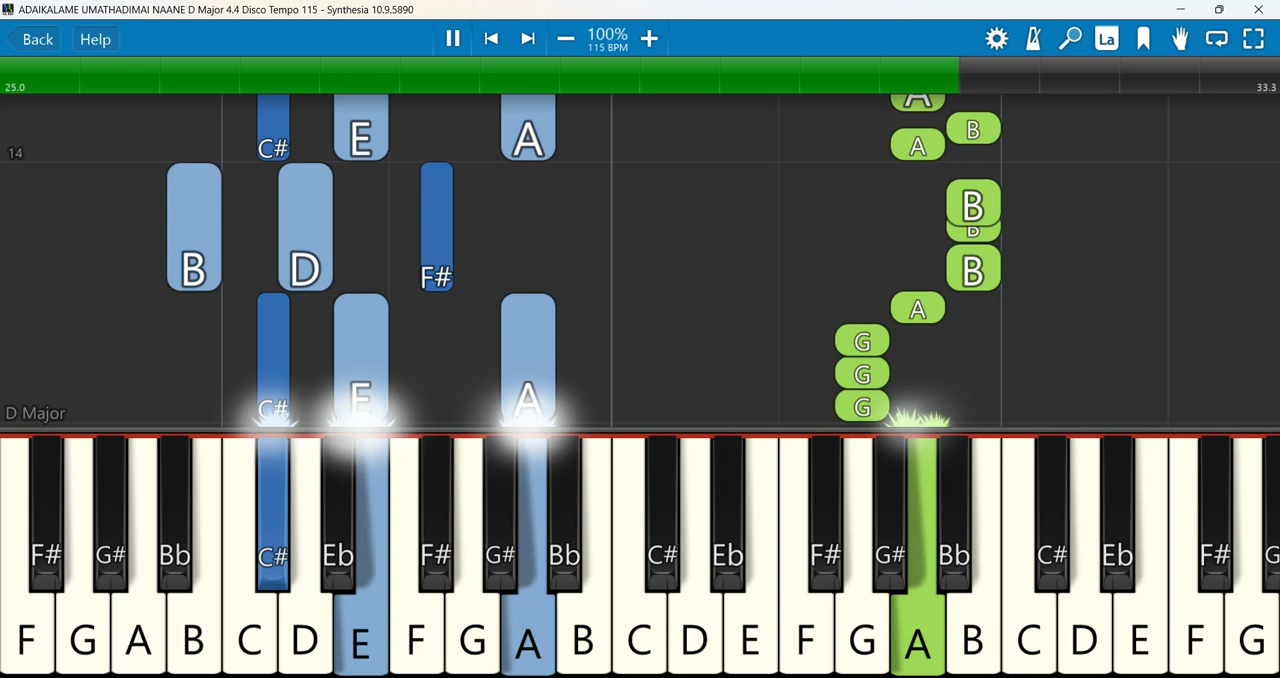 ADAIKALAME UMATHADIMAI NAANE D Major 4.4 Disco Tempo 115 - Synthesia 10.9.5890
Back Help 100% La
115 BPM
25.0 33.3
A
C# E A A B
14
B
B
B D F# B
A
G
G
C# E A G
D Major
F# G# Bb C# Eb F# G# Bb C# Eb F# G# Bb C# Eb F# G
F G A B C D E F G A B C D E F G A B C D E F G